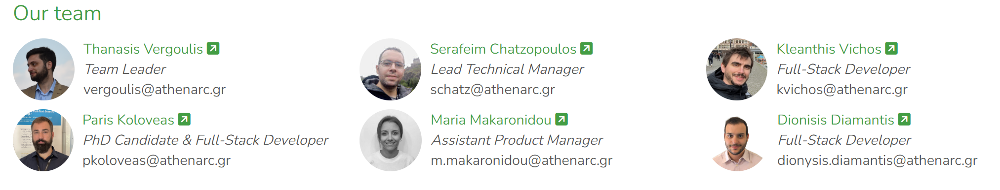 Our team
Thanasis Vergoulis
Team Leader
vergoulis@athenarc.gr
Serafeim Chatzopoulos
Lead Technical Manager
schatz@athenarc.gr
Kleanthis Vichos
Full-Stack Developer
kvichos@athenarc.gr
Paris Koloveas
PhD Candidate & Full-Stack Developer
pkoloveas@athenarc.gr
Maria Makaronidou
Assistant Product Manager
m.makaronidou@athenarc.gr
Dionisis Diamantis
Full-Stack Developer
dionysis.diamantis@athenarc.gr